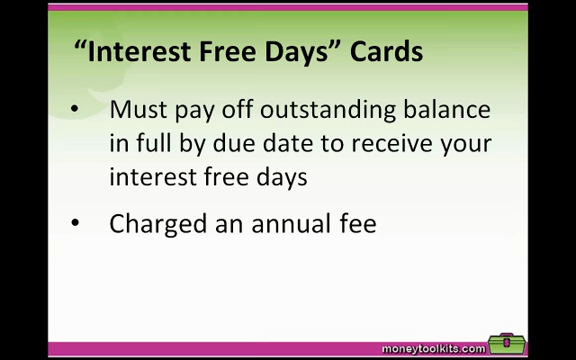 “Interest Free Days” Cards
• Must pay off outstanding balance
in full by due date to receive your
interest free days
• Charged an annual fee
moneytoolkits.com